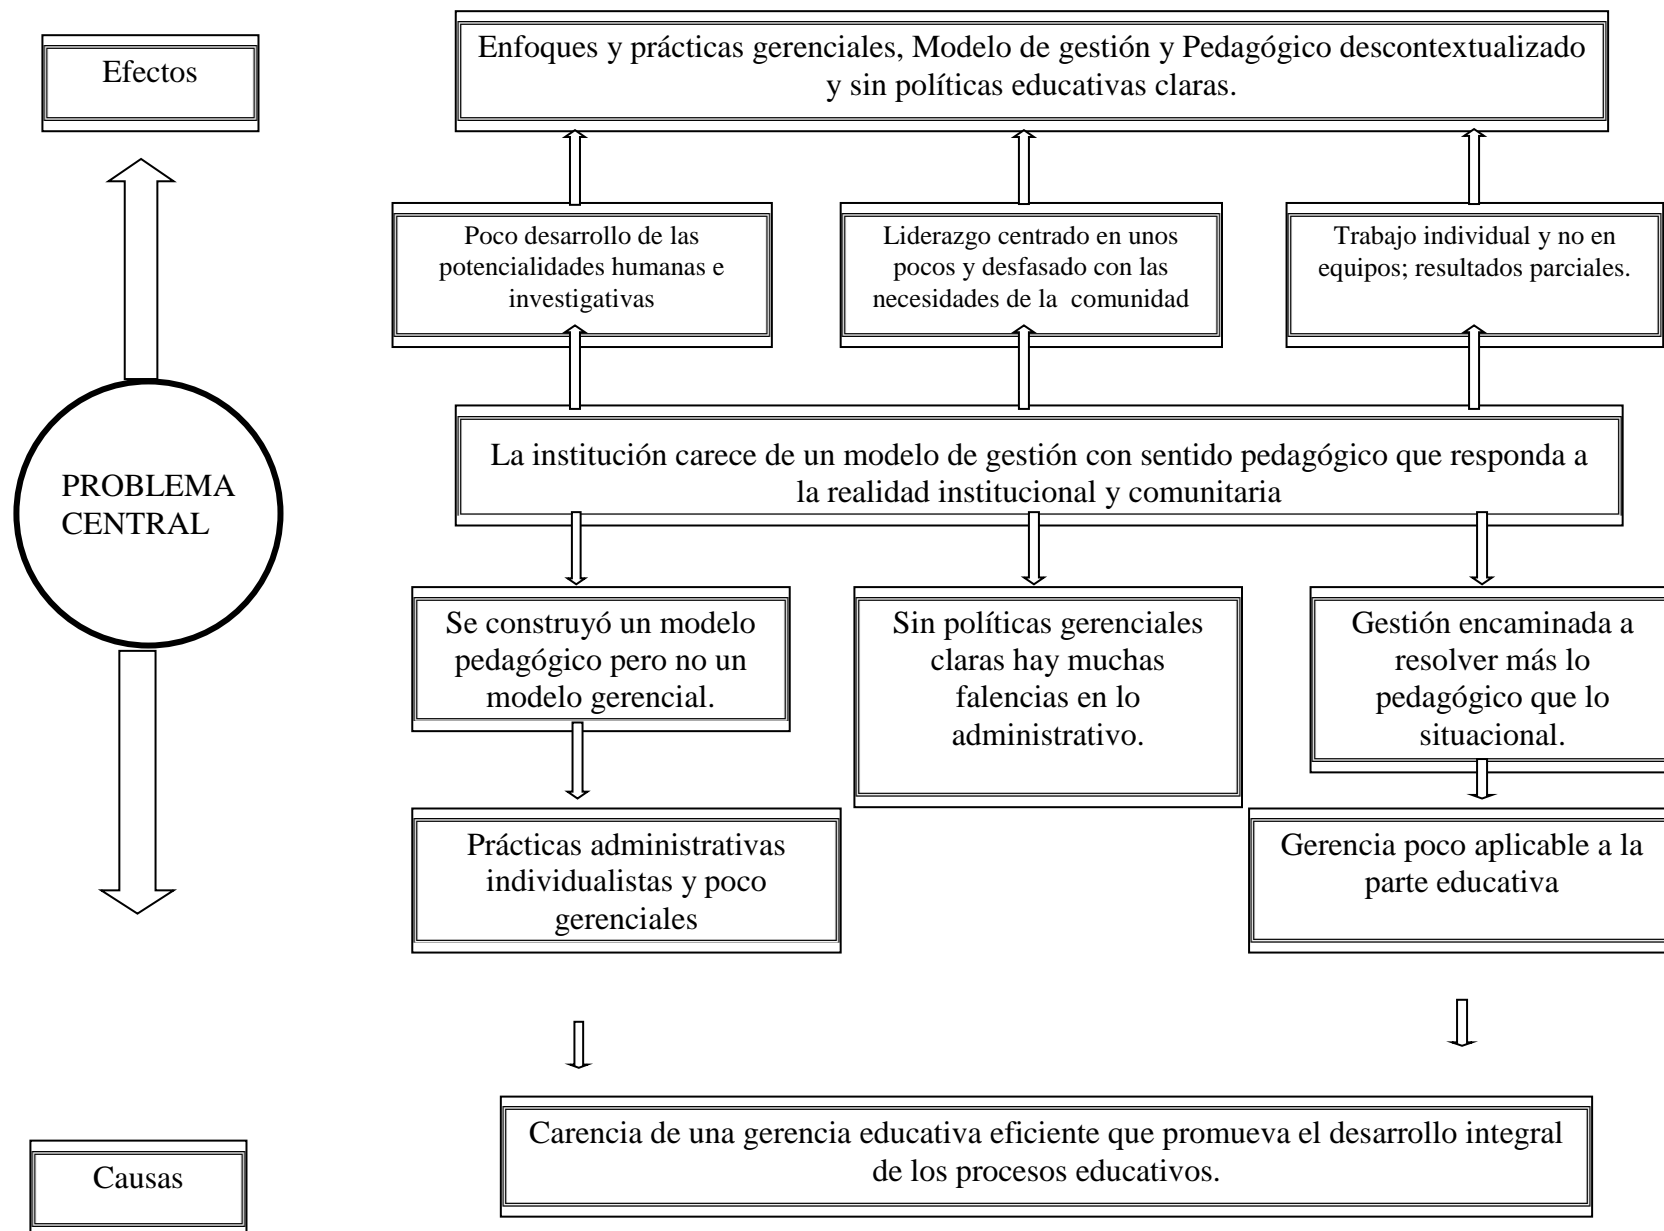 Efectos
Enfoques y prácticas gerenciales, Modelo de gestión y Pedagógico descontextualizado
y sin políticas educativas claras.
Poco desarrollo de las
potencialidades humanas e
investigativas
Liderazgo centrado en unos
pocos y desfasado con las
necesidades de la comunidad
Trabajo individual y no en
equipos; resultados parciales.
PROBLEMA
CENTRAL
La institución carece de un modelo de gestión con sentido pedagógico que responda a
la realidad institucional y comunitaria
Se construyó un modelo
pedagógico pero no un
modelo gerencial.
Sin políticas gerenciales
claras hay muchas
falencias en lo
administrativo.
Gestión encaminada a
resolver más lo
pedagógico que lo
situacional.
Prácticas administrativas
individualistas y poco
gerenciales
Gerencia poco aplicable a la
parte educativa
Carencia de una gerencia educativa eficiente que promueva el desarrollo integral
de los procesos educativos.
Causas